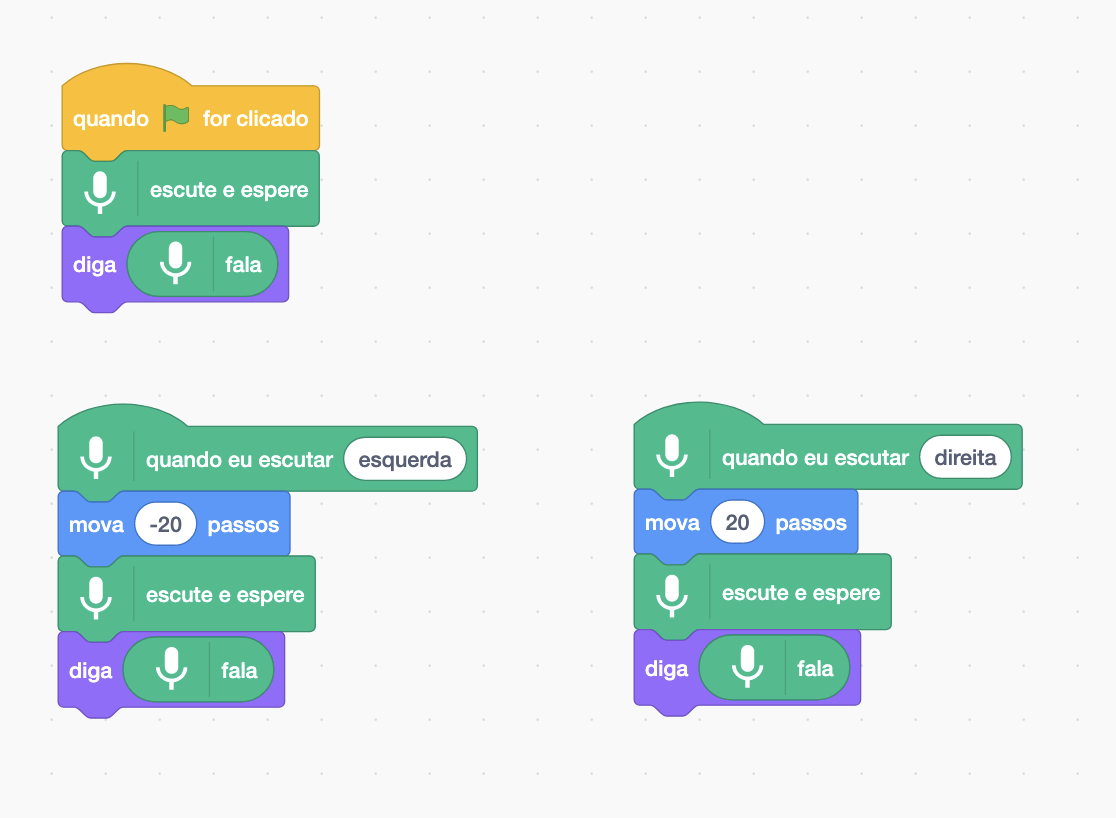 quando for clicado
escute e espere
diga fala
quando eu escutar esquerda
mova -20 passos
escute e espere
diga fala
quando eu escutar direita
mova 20 passos
escute e espere
diga fala